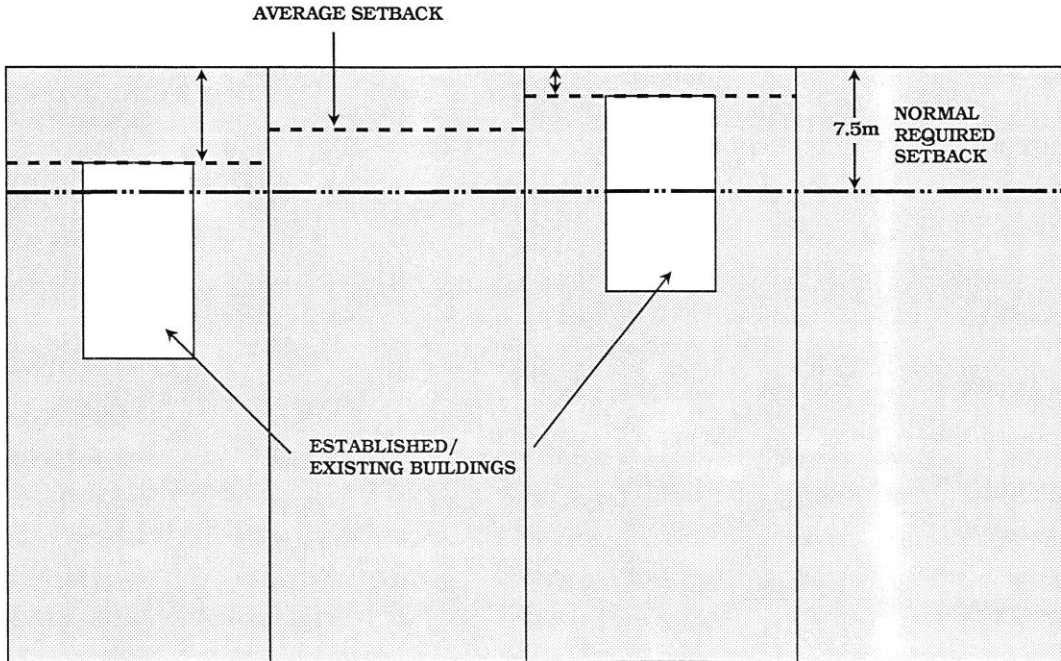 AVERAGE SETBACK
7.5m
NORMAL
REQUIRED
SETBACK
ESTABLISHED/
EXISTING BUILDINGS